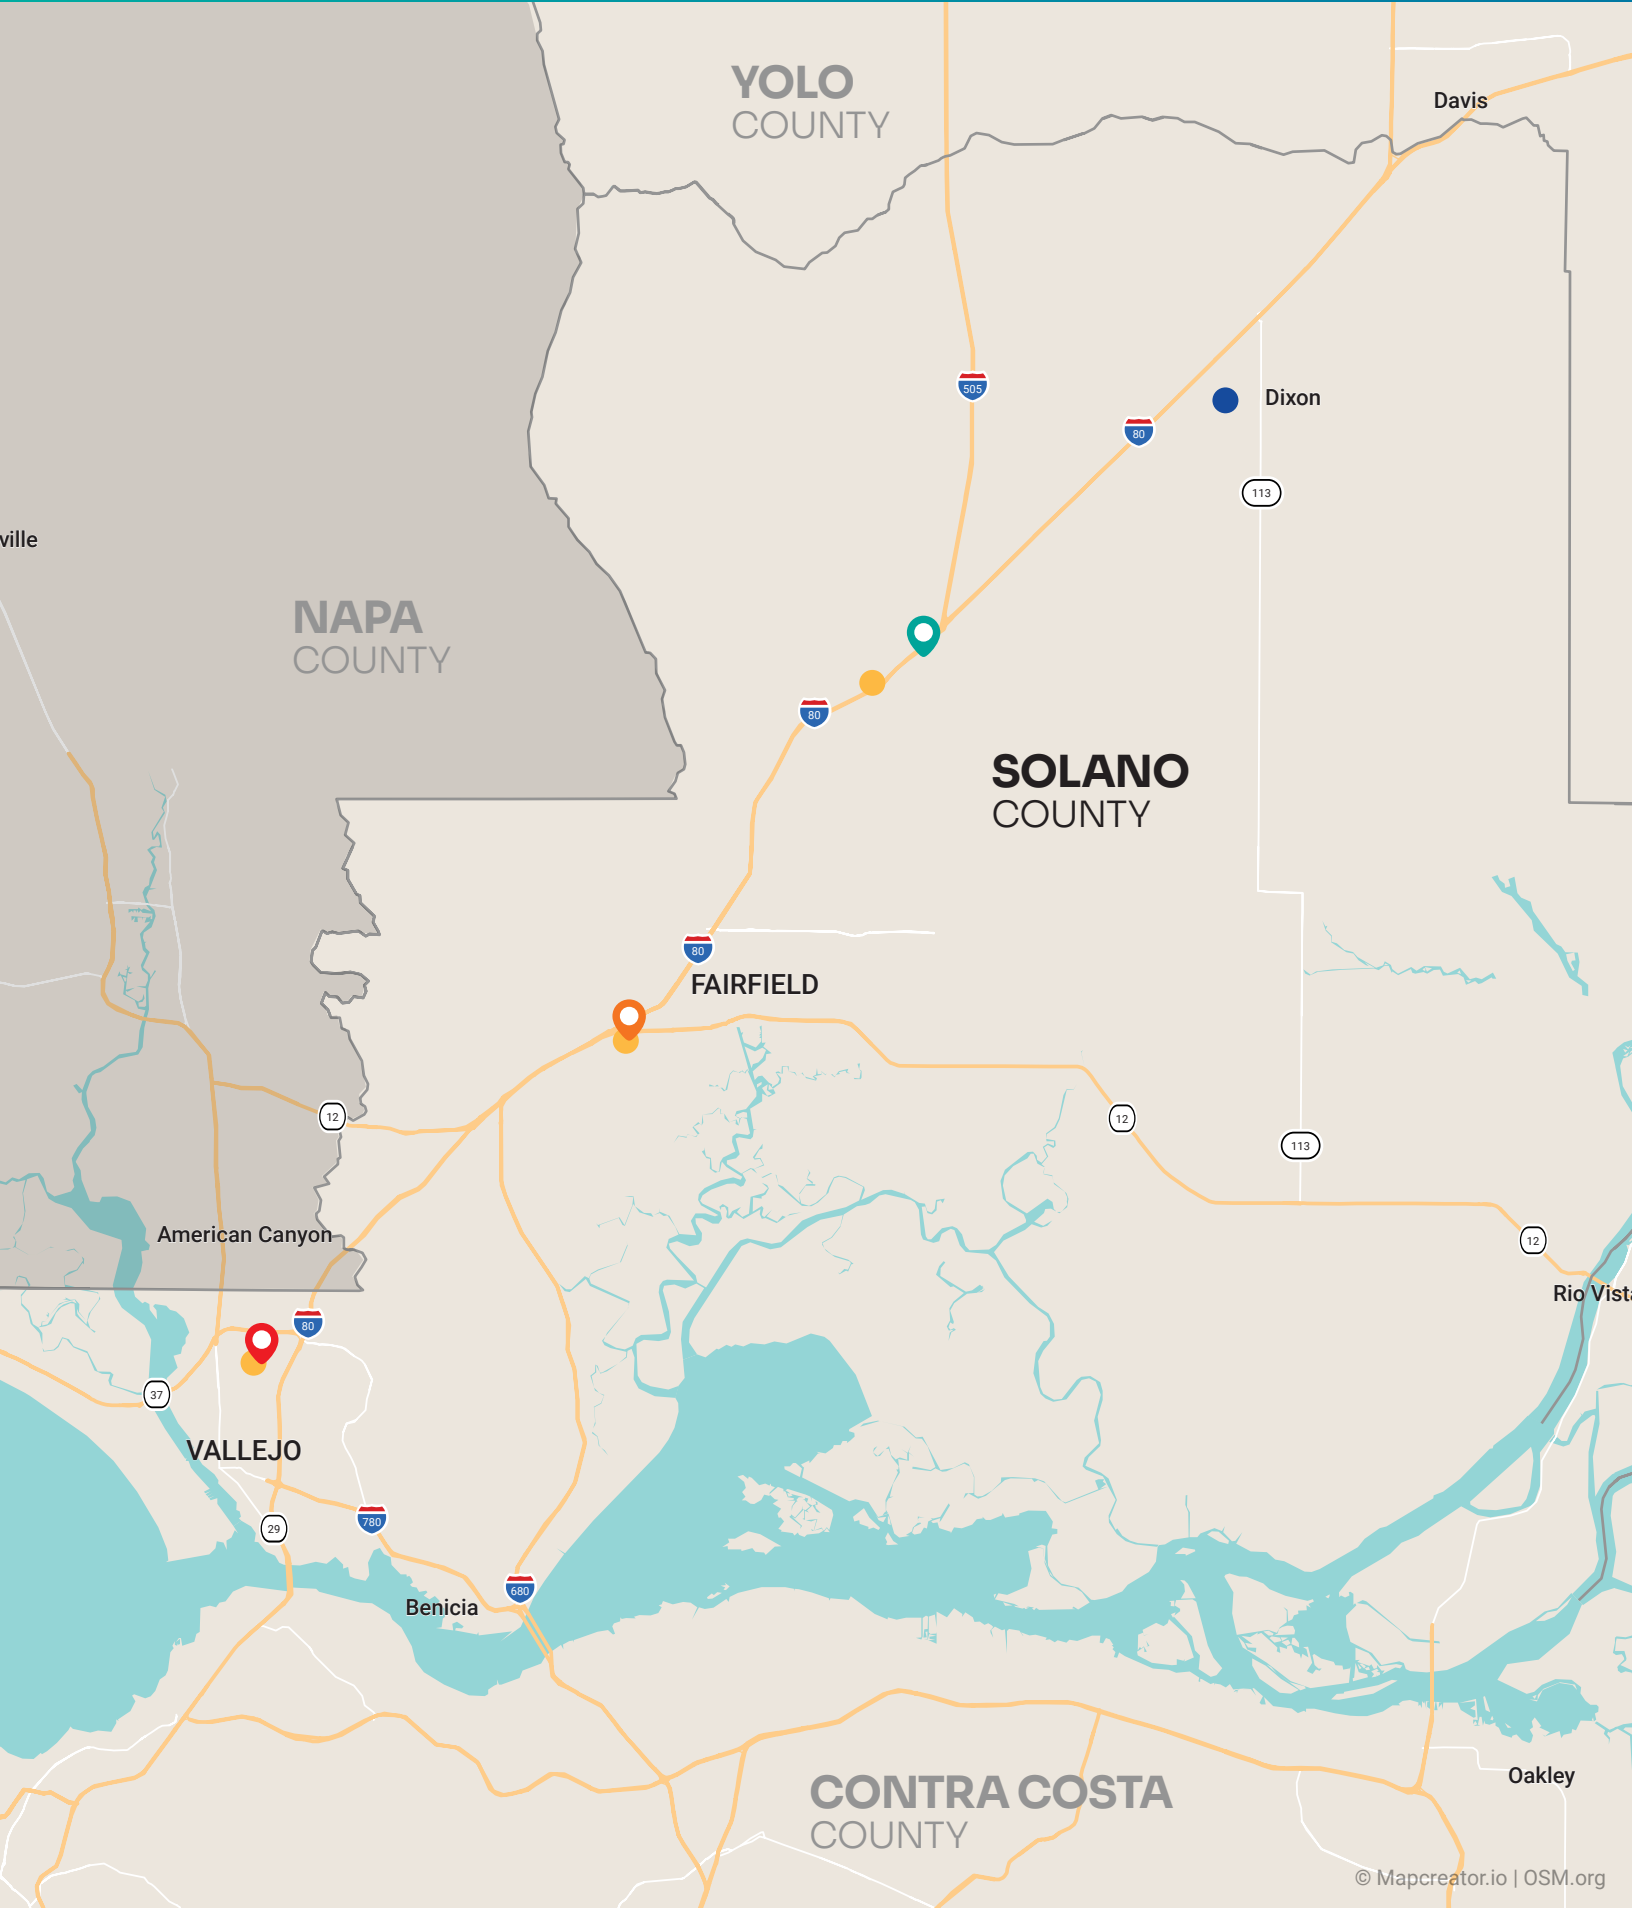 YOLO
COUNTY
Davis
505
Dixon
80
113
ville
NAPA
COUNTY
80
SOLANO
COUNTY
80
FAIRFIELD
12
12
113
American Canyon
12
Rio Vista
80
37
VALLEJO
29
780
680
Benicia
CONTRA COSTA
COUNTY
Oakley
© Mapcreator.io | OSM.org